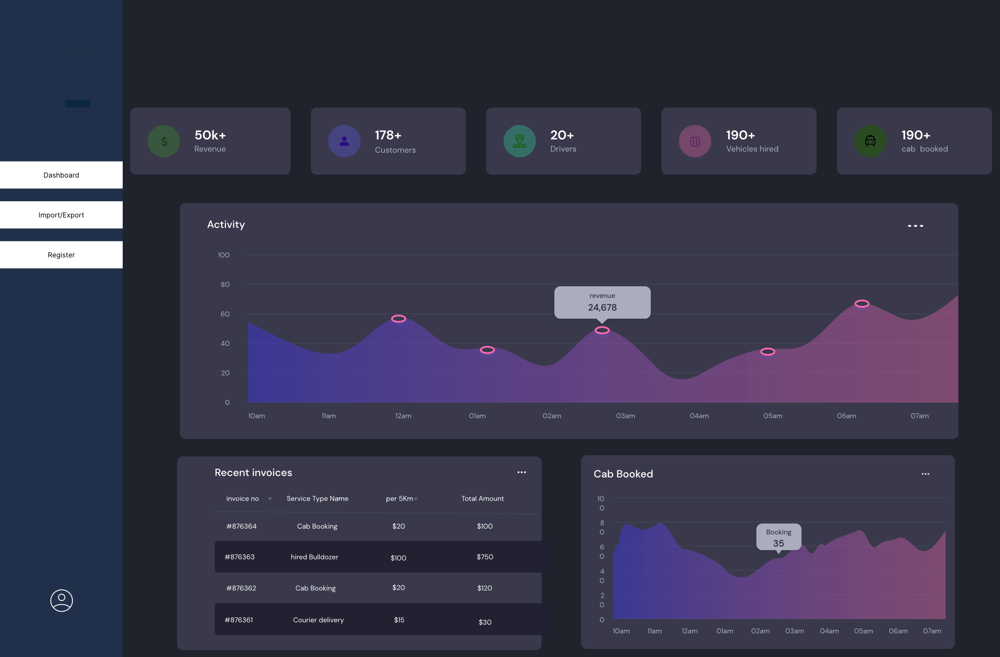 50k+
Revenue
178+
Customers
20+
Drivers
190+
Vehicles hired
190+
cab  booked
Dashboard
Import/Export
Register
Activity
100
80
60
40
20
0
revenue
24,678
10am 11am 12am 01am 02am 03am 04am 05am 06am 07am
Recent invoices
invoice no Service Type Name per 5Km Total Amount
#876364 Cab Booking $20 $100
#876363 hired Bulldozer $100 $750
#876362 Cab Booking $20 $120
#876361 Courier delivery $15 $30
Cab Booked
10
0
8
0
6
0
4
0
2
0
0
Booking
35
10am 11am 12am 01am 02am 03am 04am 05am 06am 07am